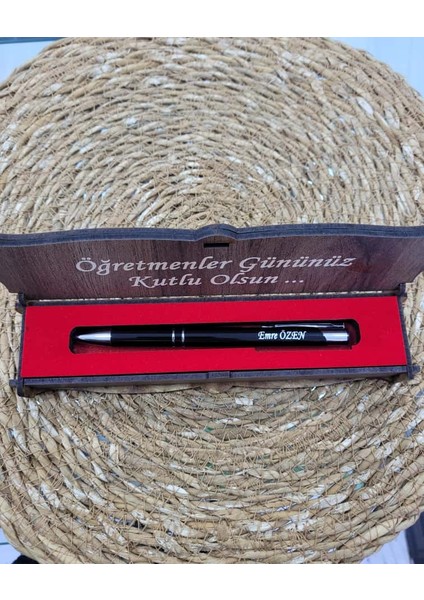 Öğretmenler Gününüz
Kutlu Olsun ...
Emre ÖZEN